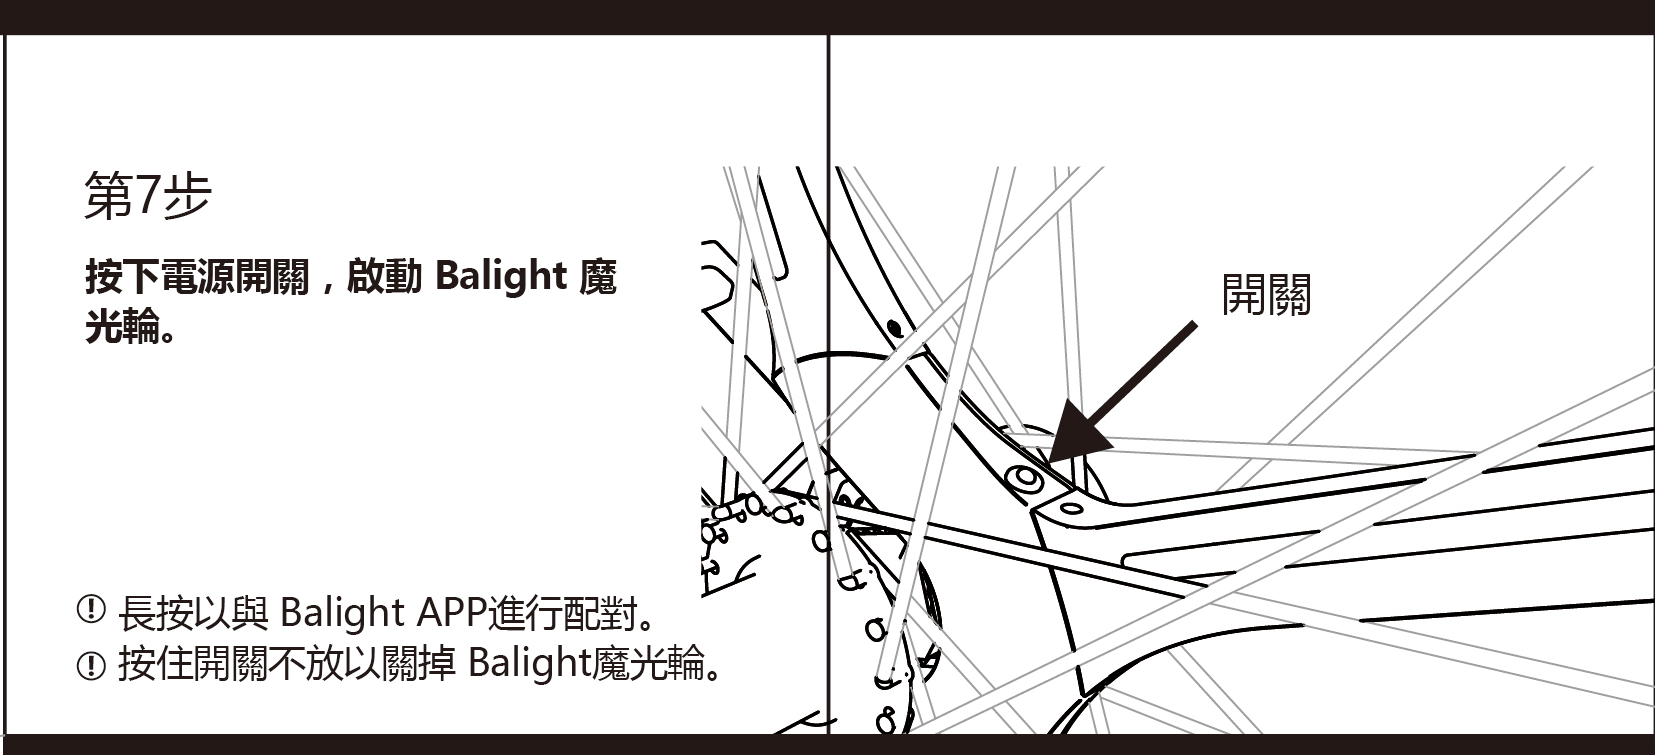 第7步
按下電源開關，啟動 Balight 魔
光輪。
開關
! 長按以與 Balight APP進行配對。
! 按住開關不放以關掉 Balight魔光輪。